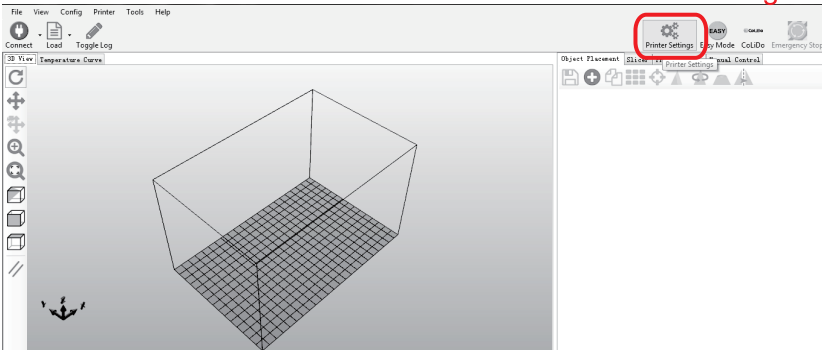 File View Config Printer Tools Help
Connect Load Toggle Log
Printer Settings
EASY
Easy Mode
CoLiDo
CoLiDo
Emergency Stop
3D View Temperature Curve
Object Placement Slicer
Printer Settings
Manual Control